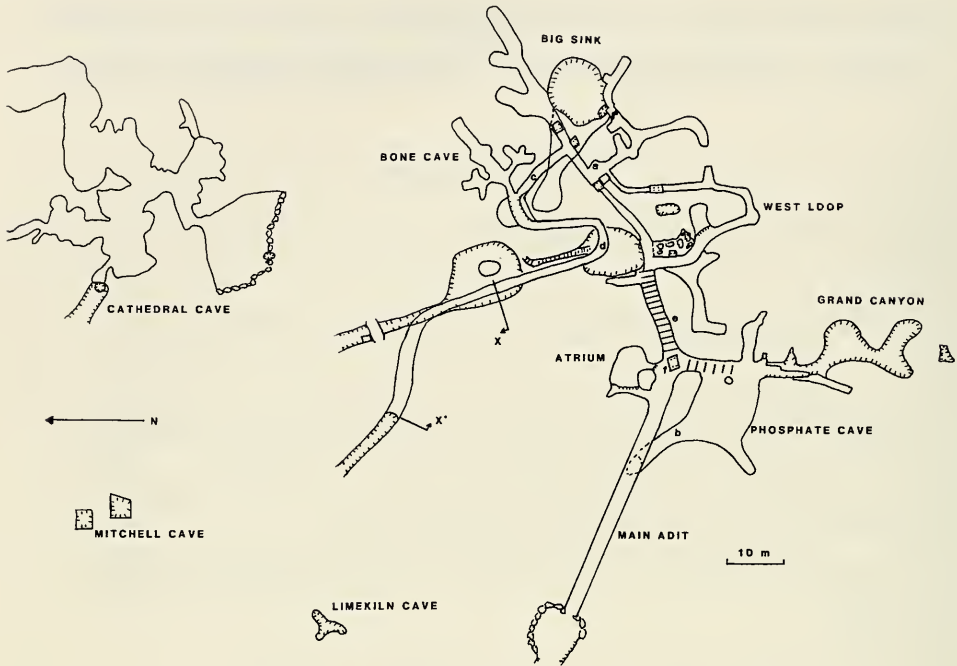 BIG SINK
BONE CAVE
c
a
WEST LOOP
d
CATHEDRAL CAVE
X
GRAND CANYON
e
ATRIUM
f
N
X'
b
PHOSPHATE CAVE
MITCHELL CAVE
MAIN ADIT
10 m
LIMEKILN CAVE